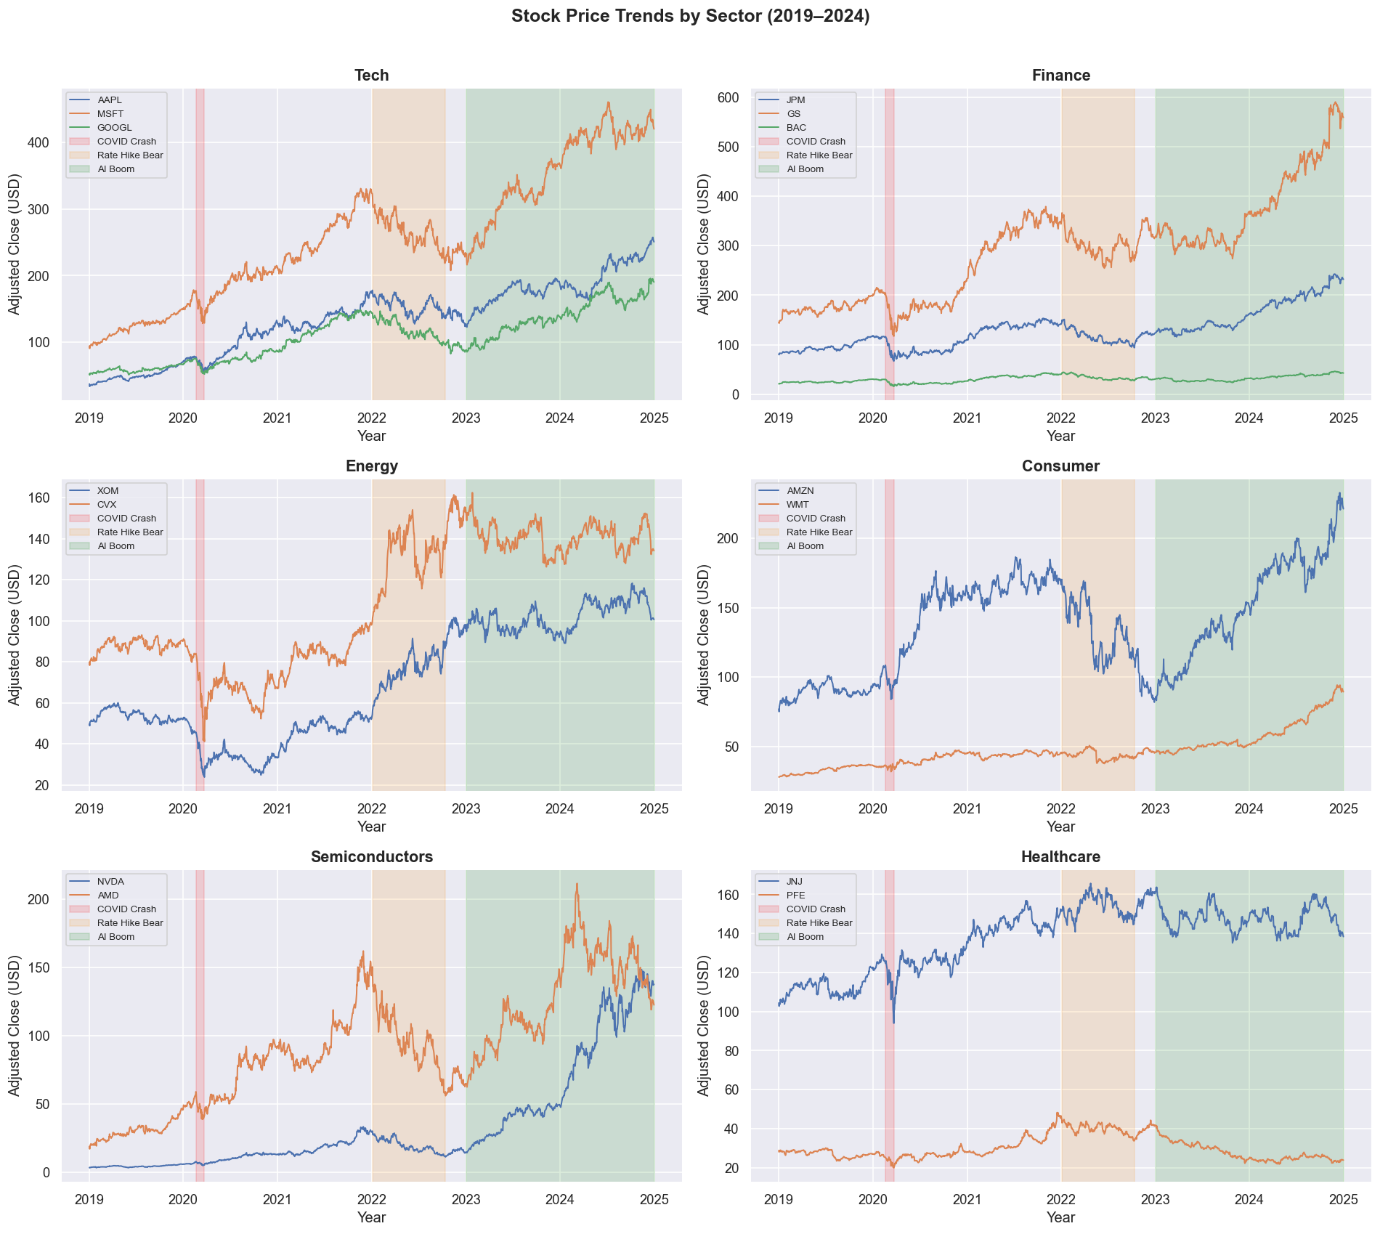 Stock Price Trends by Sector (2019–2024)
Tech
AAPL
MSFT
GOOGL
COVID Crash
Rate Hike Bear
AI Boom
Adjusted Close (USD)
400
300
200
100
2019 2020 2021 2022 2023 2024 2025
Year
Finance
JPM
GS
BAC
COVID Crash
Rate Hike Bear
AI Boom
Adjusted Close (USD)
600
500
400
300
200
100
0
2019 2020 2021 2022 2023 2024 2025
Year
Energy
XOM
CVX
COVID Crash
Rate Hike Bear
AI Boom
Adjusted Close (USD)
160
140
120
100
80
60
40
20
2019 2020 2021 2022 2023 2024 2025
Year
Consumer
AMZN
WMT
COVID Crash
Rate Hike Bear
AI Boom
Adjusted Close (USD)
200
150
100
50
2019 2020 2021 2022 2023 2024 2025
Year
Semiconductors
NVDA
AMD
COVID Crash
Rate Hike Bear
AI Boom
Adjusted Close (USD)
200
150
100
50
0
2019 2020 2021 2022 2023 2024 2025
Year
Healthcare
JNJ
PFE
COVID Crash
Rate Hike Bear
AI Boom
Adjusted Close (USD)
160
140
120
100
80
60
40
20
2019 2020 2021 2022 2023 2024 2025
Year